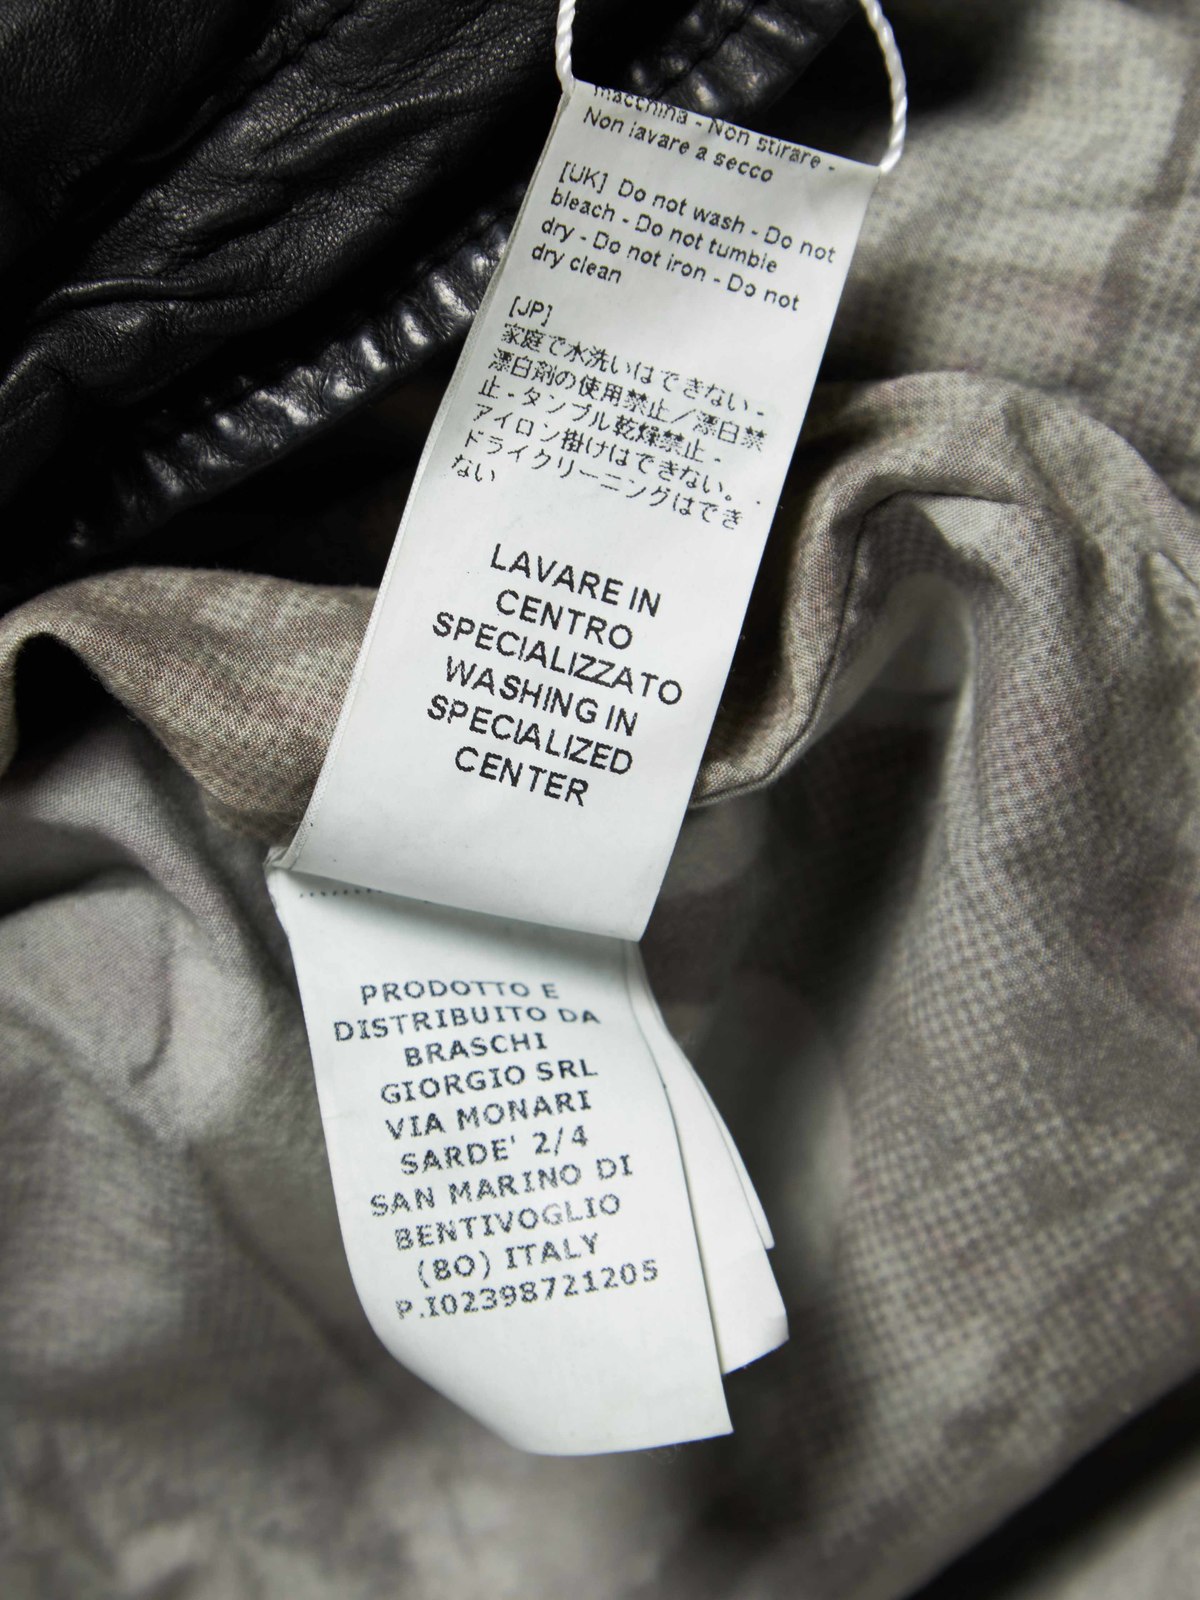 macchina - Non stirare -
Non lavare a secco
[UK] Do not wash - Do not
bleach - Do not tumble
dry - Do not iron - Do not
dry clean
[JP]
家庭で水洗いはできない -
漂白剤の使用禁止／漂白禁
止 - タンブル乾燥禁止 -
アイロン掛けはできない。 -
ドライクリーニングはでき
ない
LAVARE IN
CENTRO
SPECIALIZZATO
WASHING IN
SPECIALIZED
CENTER
PRODOTTO E
DISTRIBUITO DA
BRASCHI
GIORGIO SRL
VIA MONARI
SARDE' 2/4
SAN MARINO DI
BENTIVOGLIO
(BO) ITALY
P.I02398721205